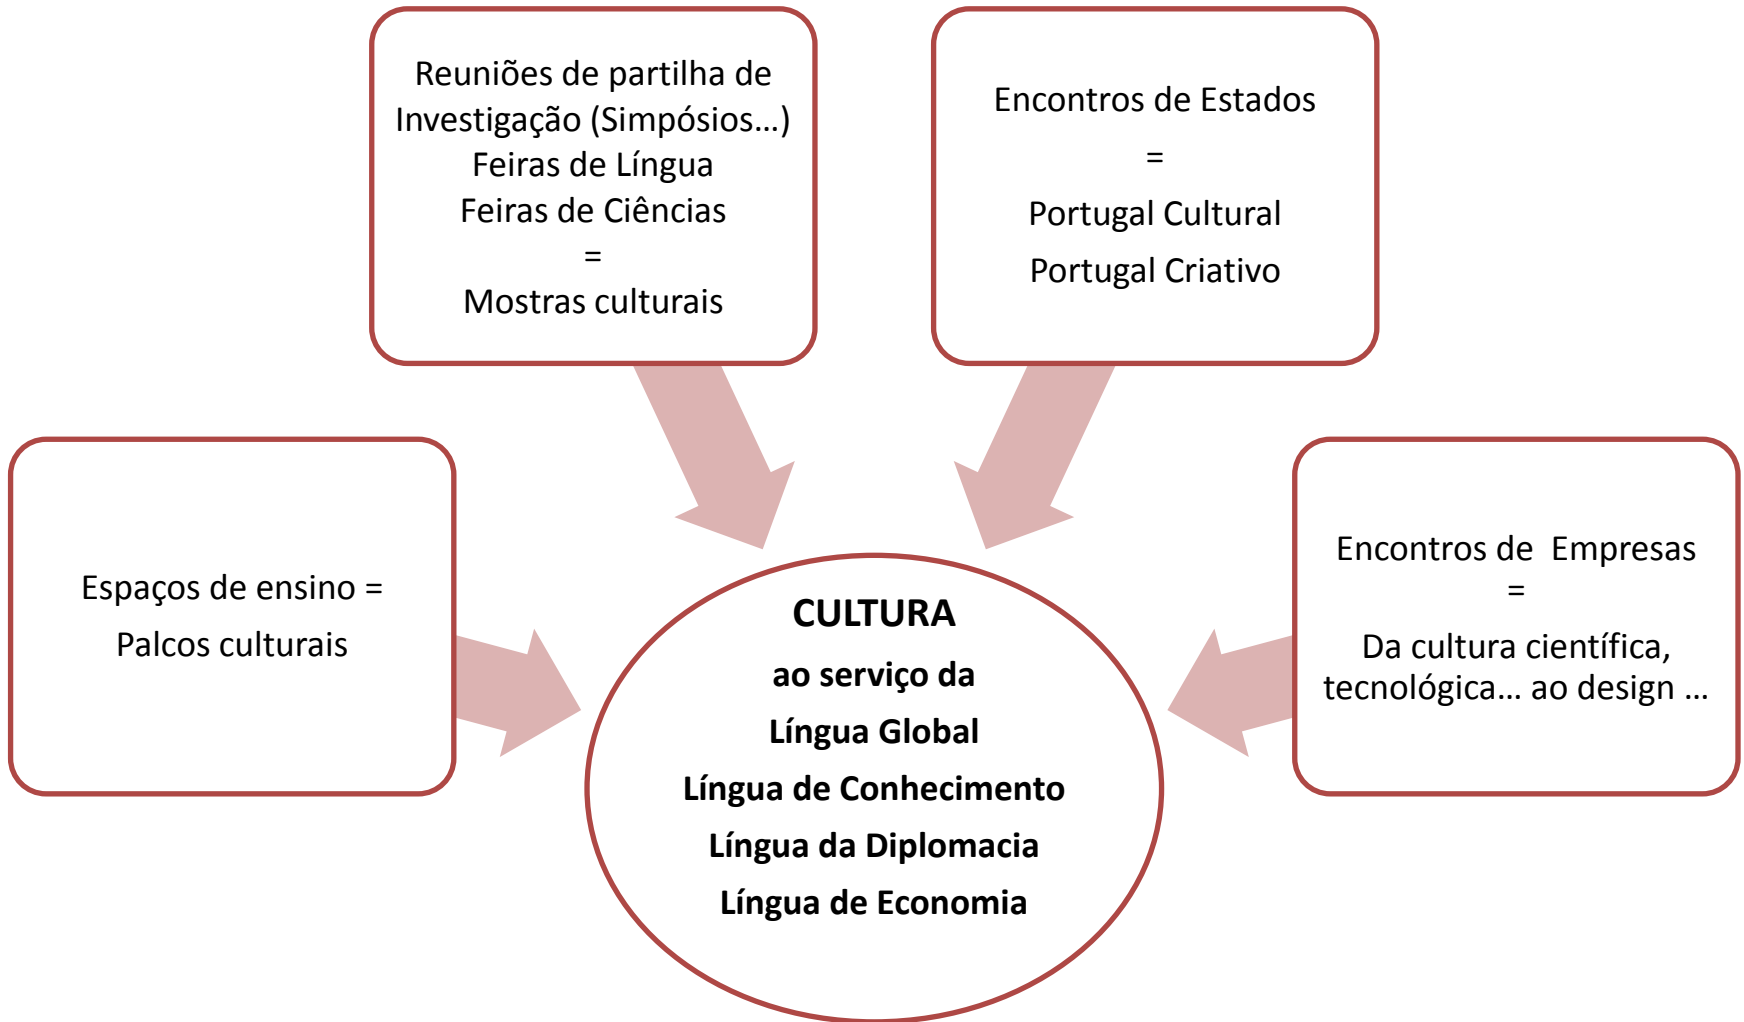 Reuniões de partilha de
Investigação (Simpósios…)
Feiras de Língua
Feiras de Ciências
=
Mostras culturais
Encontros de Estados
=
Portugal Cultural
Portugal Criativo
Espaços de ensino =
Palcos culturais
Encontros de  Empresas
=
Da cultura científica,
tecnológica… ao design …
CULTURA
ao serviço da
Língua Global
Língua de Conhecimento
Língua da Diplomacia
Língua de Economia